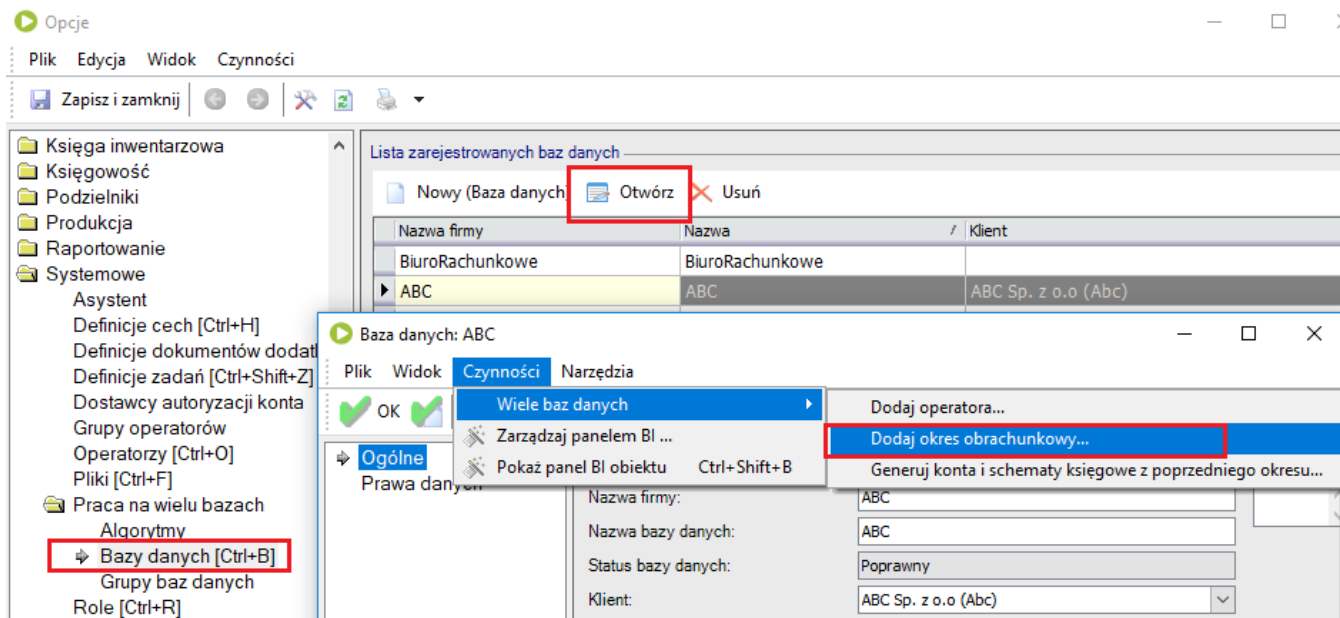 Opcje
Plik Edycja Widok Czynności
Zapisz i zamknij
Księga inwentarzowa
Księgowość
Podzielniki
Produkcja
Raportowanie
Systemowe
Asystent
Definicje cech [Ctrl+H]
Definicje dokumentów
Definicje zadań [Ctrl+Shift+Z]
Dostawcy autoryzacji konta
Grupy operatorów
Operatorzy [Ctrl+O]
Pliki [Ctrl+F]
Praca na wielu bazach
Algorytmy
Bazy danych [Ctrl+B]
Grupy baz danych
Role [Ctrl+R]
Lista zarejestrowanych baz danych
Nowy (Baza danych) Otwórz Usuń
Nazwa firmy Nazwa / Klient
BiuroRachunkowe BiuroRachunkowe
ABC ABC ABC Sp. z o.o (Abc)
Baza danych: ABC
Plik Widok Czynności Narzędzia
OK
Wiele baz danych
Zarządzaj panelem BI ...
Pokaż panel BI obiektu Ctrl+Shift+B
Dodaj operatora...
Dodaj okres obrachunkowy...
Generuj konta i schematy księgowe z poprzedniego okresu...
Ogólne
Prawa danych
Nazwa firmy: ABC
Nazwa bazy danych: ABC
Status bazy danych: Poprawny
Klient: ABC Sp. z o.o (Abc)